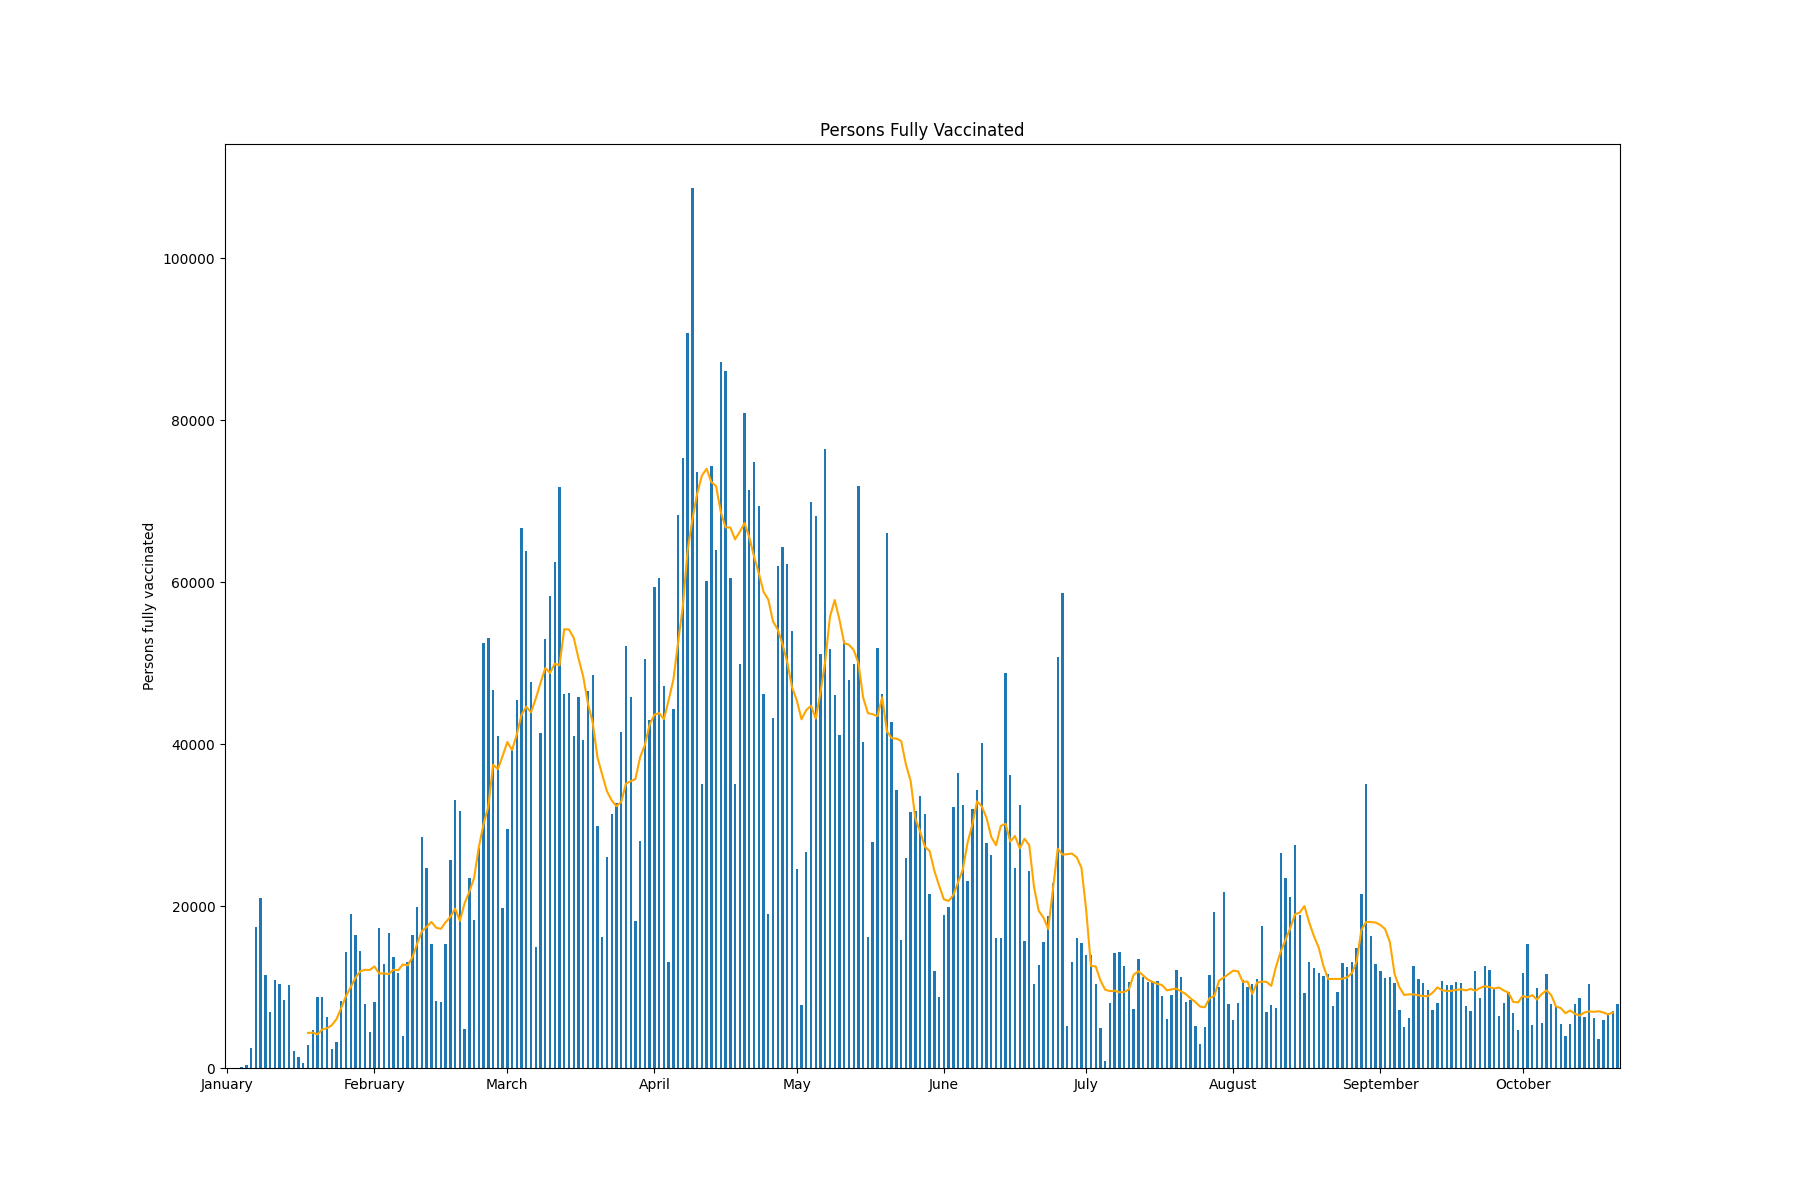 Persons Fully Vaccinated
Persons fully vaccinated
100000
80000
60000
40000
20000
0
January February March April May June July August September October